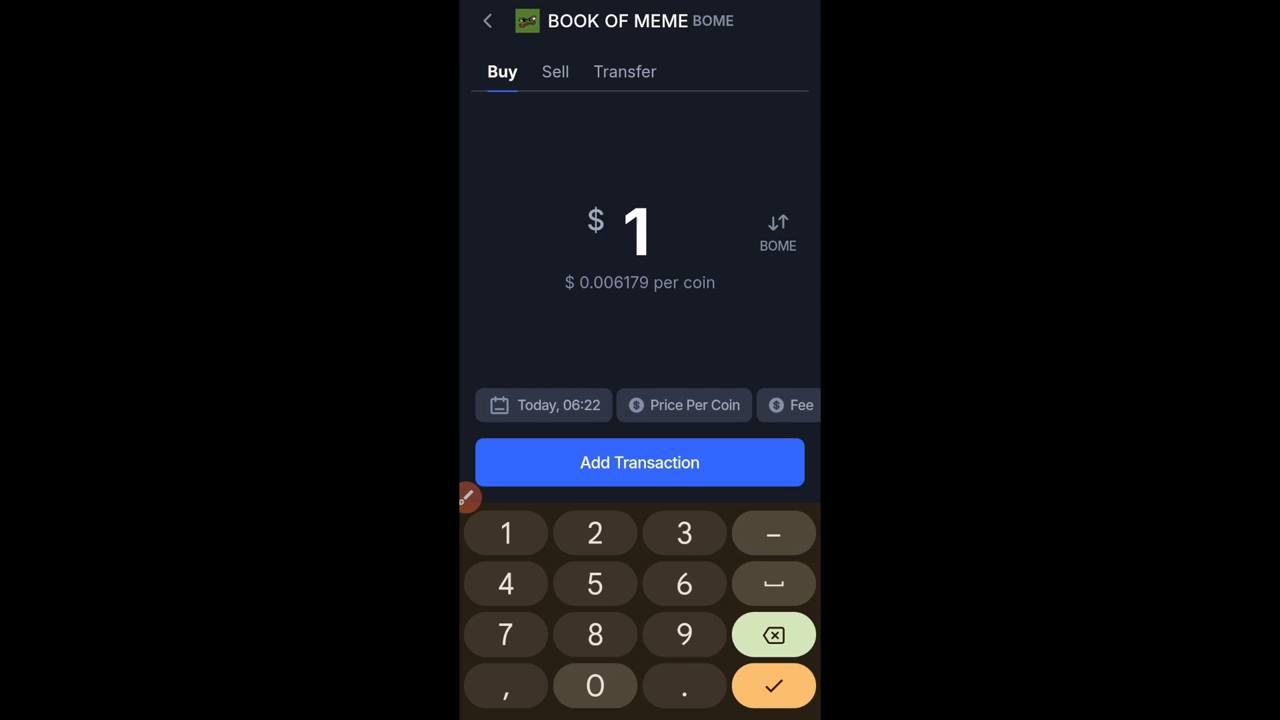 BOOK OF MEME BOME
Buy Sell Transfer
$ 1
BOME
$ 0.006179 per coin
Today, 06:22 Price Per Coin Fee
Add Transaction
1 2 3 –
4 5 6
7 8 9
, 0 .